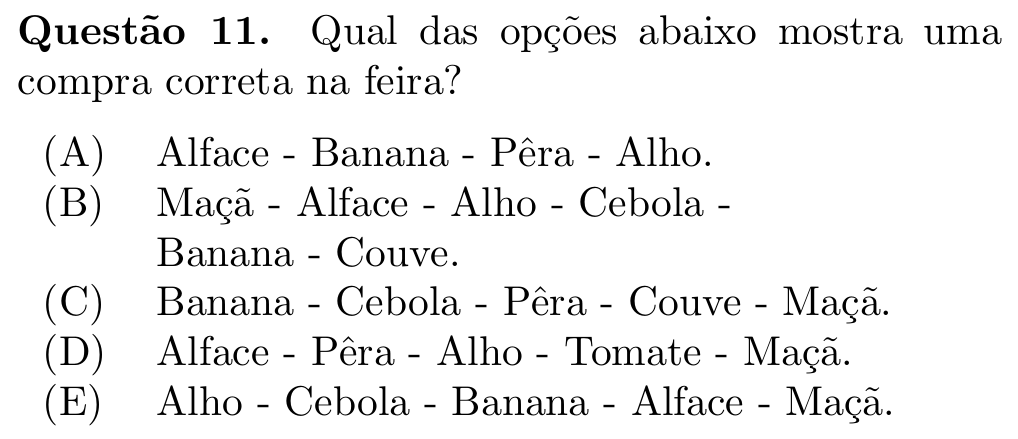 Questão 11. Qual das opções abaixo mostra uma
compra correta na feira?
(A) Alface - Banana - Pêra - Alho.
(B) Maçã - Alface - Alho - Cebola -
Banana - Couve.
(C) Banana - Cebola - Pêra - Couve - Maçã.
(D) Alface - Pêra - Alho - Tomate - Maçã.
(E) Alho - Cebola - Banana - Alface - Maçã.